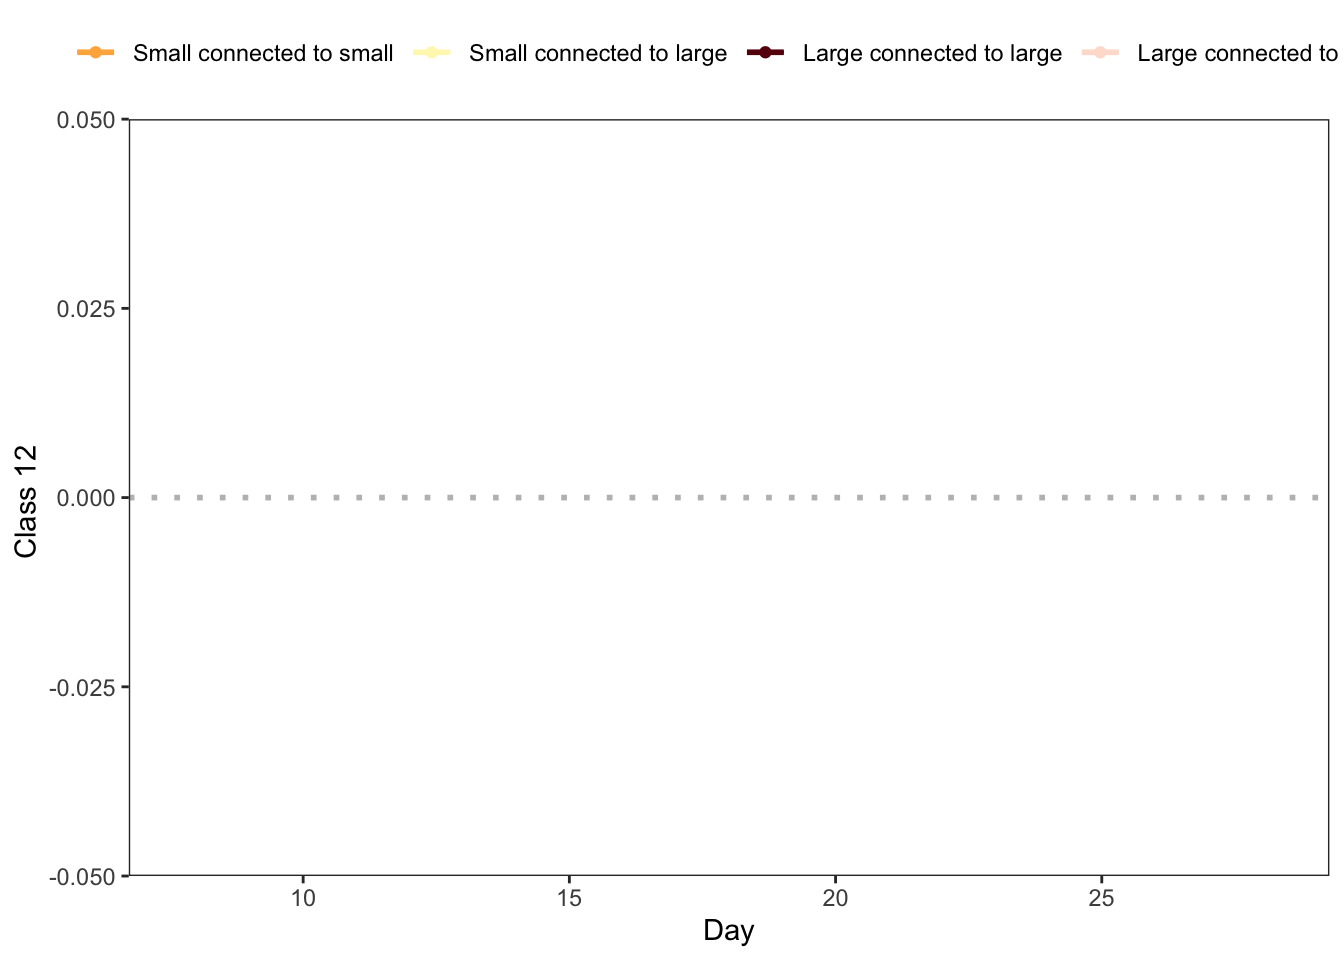 Small connected to small Small connected to large Large connected to large Large connected to
0.050
0.025
0.000
-0.025
-0.050
Class 12
10 15 20 25
Day